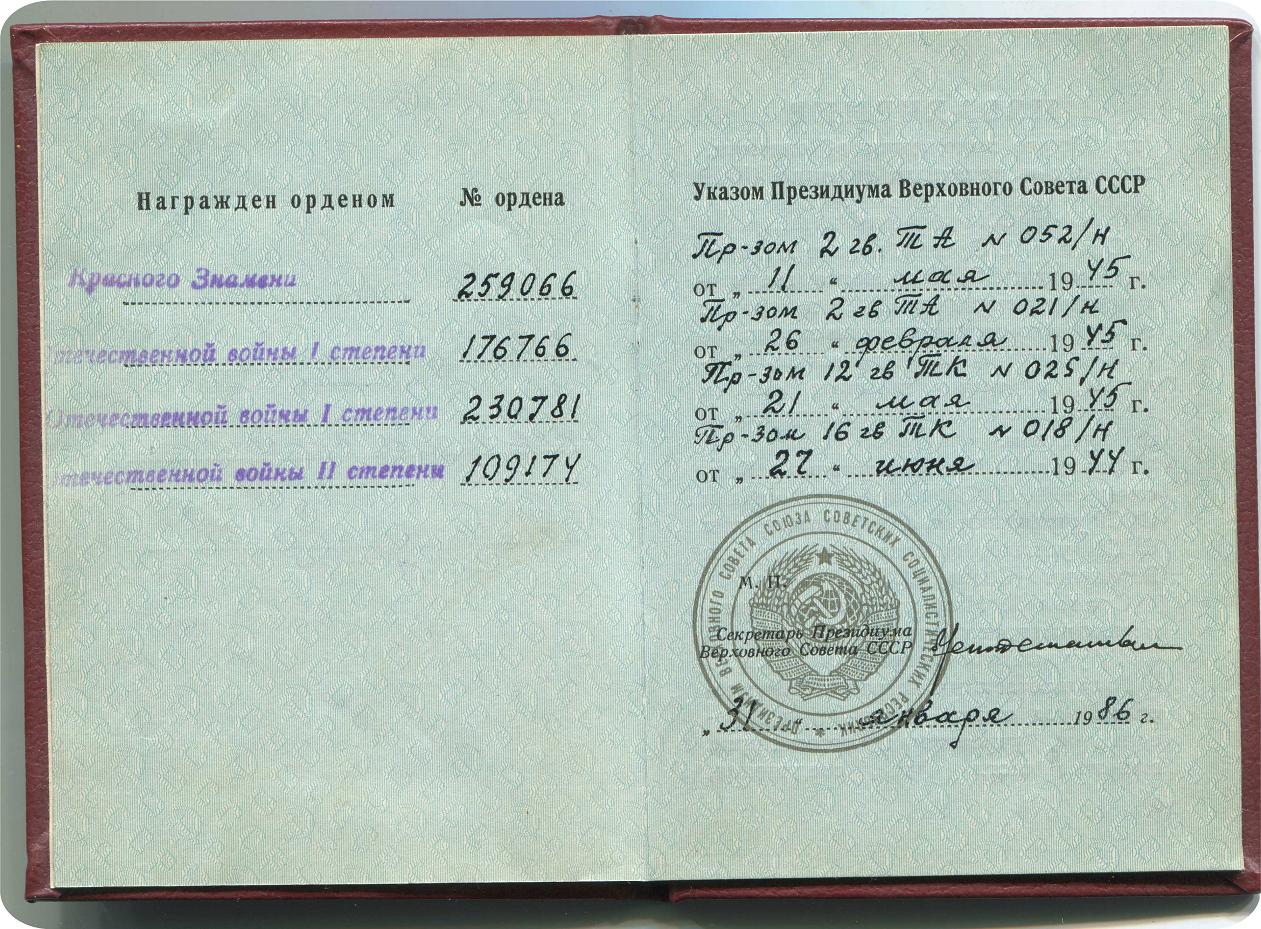 Награжден орденом № ордена
Красного Знамени 259066
Отечественной войны I степени 176766
Отечественной войны I степени 230781
Отечественной войны II степени 109174
Указом Президиума Верховного Совета СССР
Пр-зом 2 гв. ТА № 052/н
от „ 11 “ мая 1945 г.
Пр-зом 2 гв ТА № 021/н
от „ 26 “ февраля 1945 г.
Пр-зом 12 гв ТК № 025/н
от „ 21 “ мая 1945 г.
Пр-зом 16 гв ТК № 018/н
от „ 27 “ июня 1944 г.
ПРЕЗИДИУМ ВЕРХОВНОГО СОВЕТА СОЮЗА СОВЕТСКИХ СОЦИАЛИСТИЧЕСКИХ РЕСПУБЛИК
М. П.
Секретарь Президиума
Верховного Совета СССР
„ 31 “ января 1986 г.